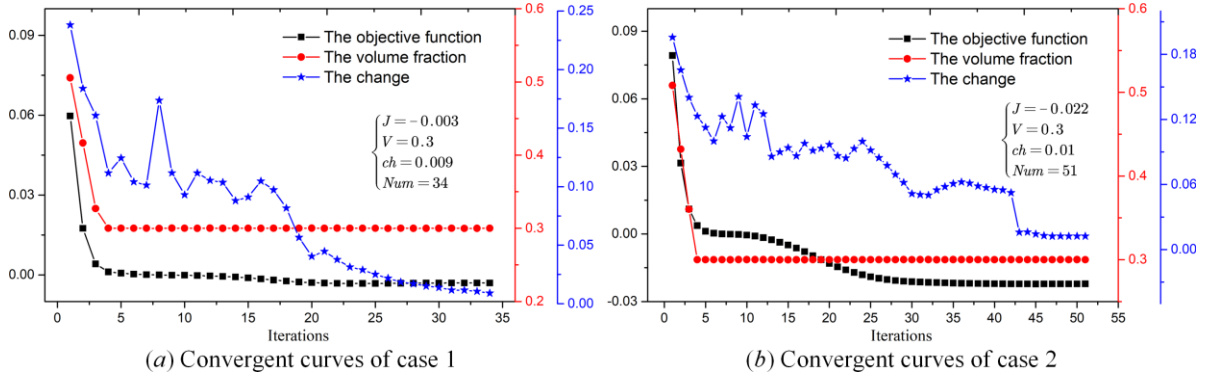 0.09
0.06
0.03
0.00
0 5 10 15 20 25 30 35
Iterations
0.6
0.5
0.4
0.3
0.2
0.25
0.20
0.15
0.10
0.05
0.00
The objective function
The volume fraction
The change
J = −0.003
V = 0.3
ch = 0.009
Num = 34
(a) Convergent curves of case 1
0.09
0.06
0.03
0.00
-0.03
0 5 10 15 20 25 30 35 40 45 50 55
Iterations
0.6
0.5
0.4
0.3
0.18
0.12
0.06
0.00
The objective function
The volume fraction
The change
J = −0.022
V = 0.3
ch = 0.01
Num = 51
(b) Convergent curves of case 2